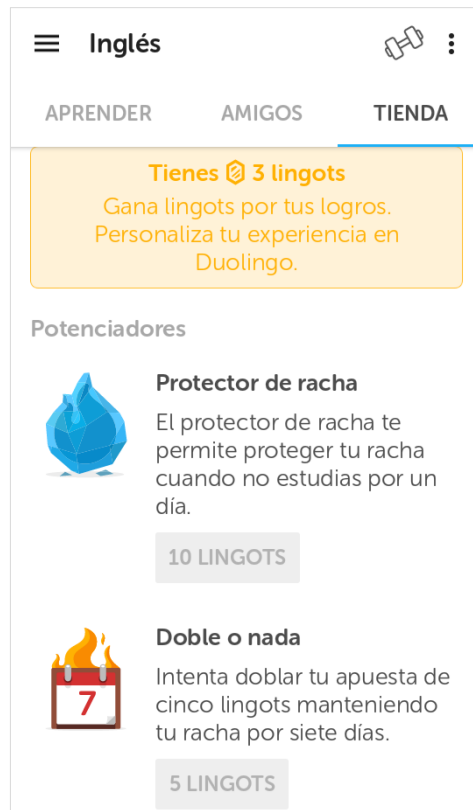 Inglés
APRENDER AMIGOS TIENDA
Tienes 3 lingots
Gana lingots por tus logros.
Personaliza tu experiencia en
Duolingo.
Potenciadores
Protector de racha
El protector de racha te
permite proteger tu racha
cuando no estudias por un
día.
10 LINGOTS
7
Doble o nada
Intenta doblar tu apuesta de
cinco lingots manteniendo
tu racha por siete días.
5 LINGOTS